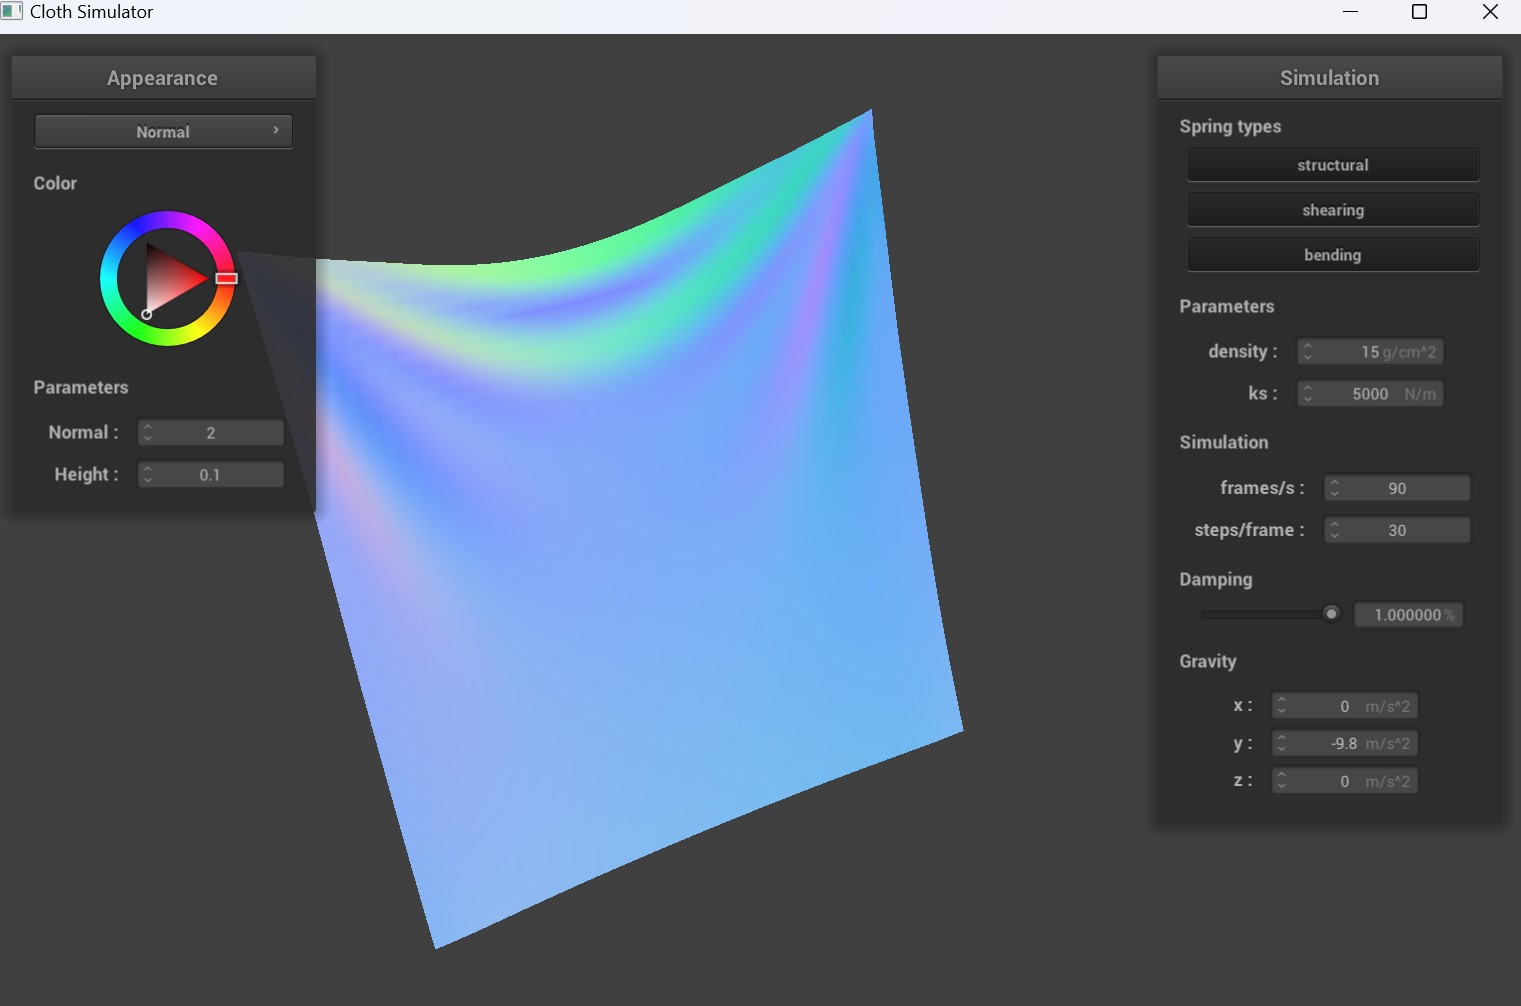 Cloth Simulator
Appearance
Normal
Color
Parameters
Normal : 2
Height : 0.1
Simulation
Spring types
structural
shearing
bending
Parameters
density : 15 g/cm^2
ks : 5000 N/m
Simulation
frames/s : 90
steps/frame : 30
Damping
1.000000 %
Gravity
x : 0 m/s^2
y : -9.8 m/s^2
z : 0 m/s^2